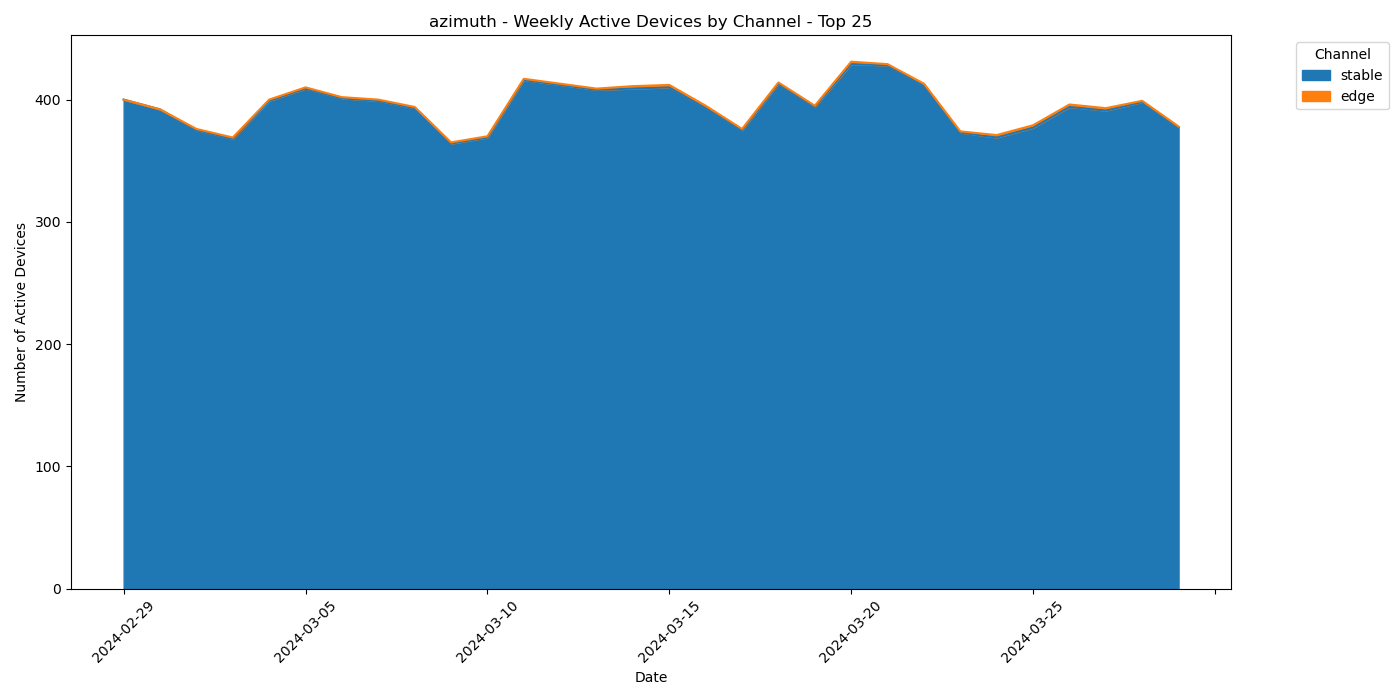 azimuth - Weekly Active Devices by Channel - Top 25
Channel
stable
edge
Number of Active Devices
400
300
200
100
0
2024-02-29
2024-03-05
2024-03-10
2024-03-15
2024-03-20
2024-03-25
Date